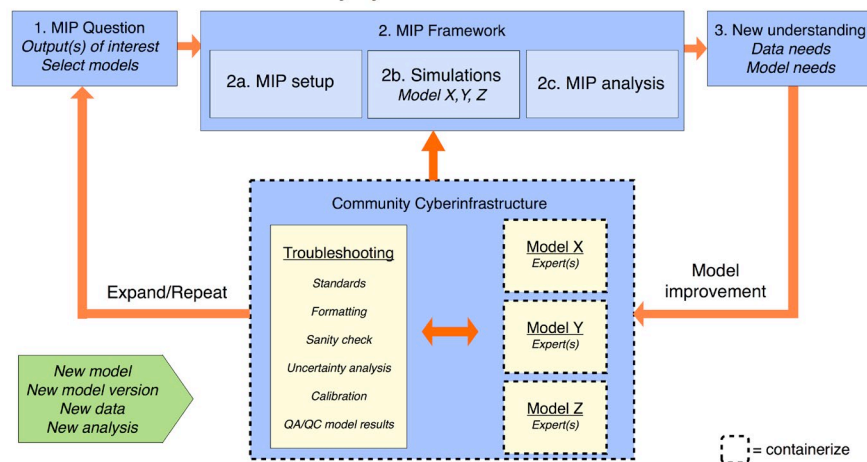 1. MIP Question
Output(s) of interest
Select models
2. MIP Framework
2a. MIP setup
2b. Simulations
Model X,Y, Z
2c. MIP analysis
3. New understanding
Data needs
Model needs
Community Cyberinfrastructure
Troubleshooting
Standards
Formatting
Sanity check
Uncertainty analysis
Calibration
QA/QC model results
Model X
Expert(s)
Model Y
Expert(s)
Model Z
Expert(s)
Expand/Repeat
Model
improvement
New model
New model version
New data
New analysis
= containerize